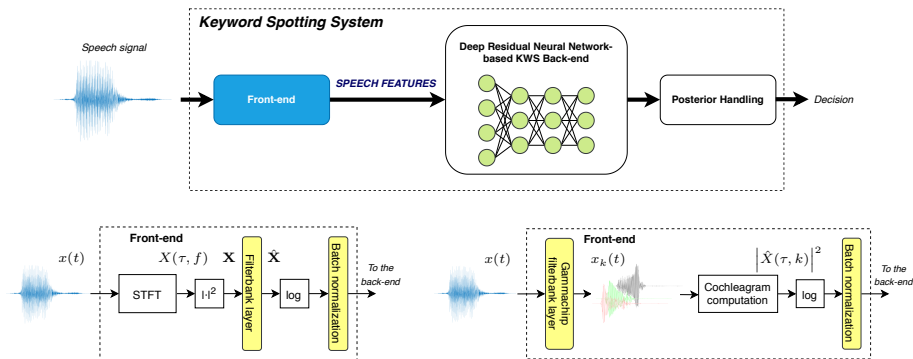 Keyword Spotting System
Speech signal
Front-end
SPEECH FEATURES
Deep Residual Neural Network-
based KWS Back-end
Posterior Handling
Decision
Front-end
x(t)
STFT
X(τ, f)
|·|²
X
Filterbank layer
X̂
log
Batch normalization
To the
back-end
Front-end
x(t)
Gammachirp
filterbank layer
x_k(t)
Cochleagram
computation
|X̂(τ, k)|²
log
Batch normalization
To the
back-end